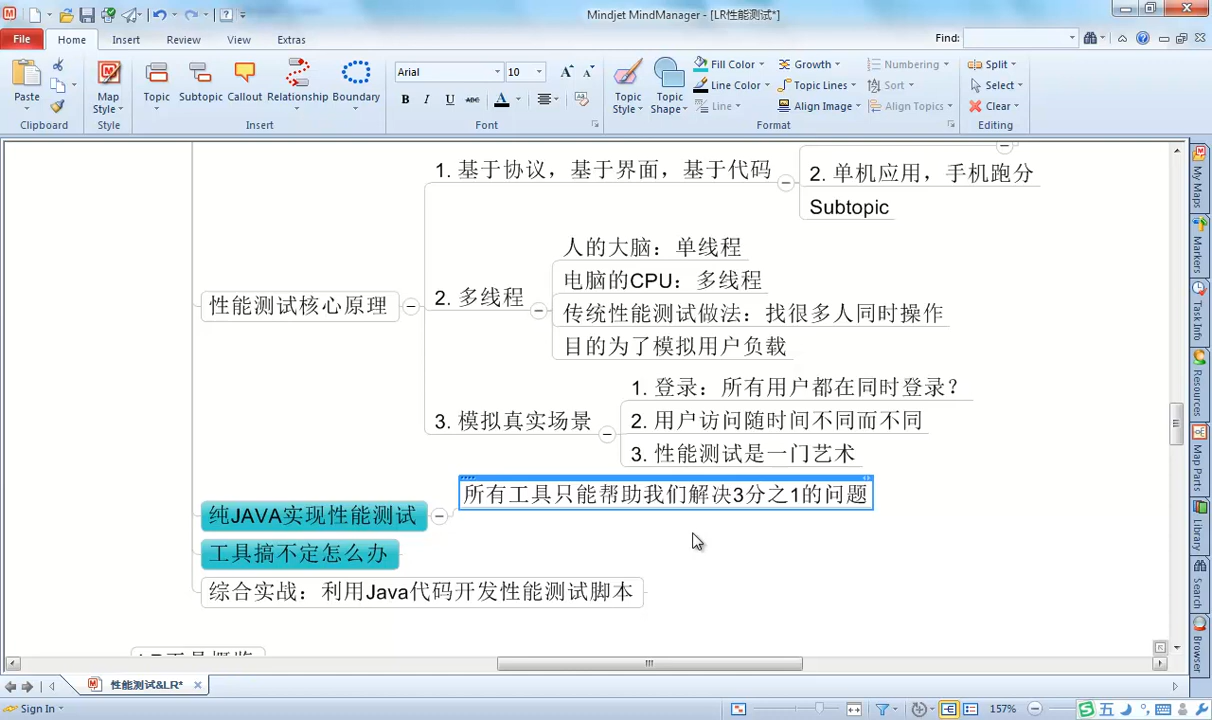 Mindjet MindManager - [LR性能测试*]
File Home Insert Review View Extras
Find:
Paste
Clipboard
Map Style
Style
Topic Subtopic Callout Relationship Boundary
Insert
Arial 10
B I U abc A
Font
Topic Style Topic Shape
Fill Color Growth Numbering
Line Color Topic Lines Sort
Line Align Image Align Topics
Format
Split
Select
Clear
Editing
1. 基于协议，基于界面，基于代码
2. 单机应用，手机跑分
Subtopic
人的大脑：单线程
电脑的CPU：多线程
性能测试核心原理
2. 多线程
传统性能测试做法：找很多人同时操作
目的为了模拟用户负载
1. 登录：所有用户都在同时登录？
3. 模拟真实场景
2. 用户访问随时间不同而不同
3. 性能测试是一门艺术
所有工具只能帮助我们解决3分之1的问题
纯JAVA实现性能测试
工具搞不定怎么办
综合实战：利用Java代码开发性能测试脚本
My Maps
Markers
Task Info
Resources
Map Parts
Library
Search
Browser
性能测试&LR*
Sign In
157%
五